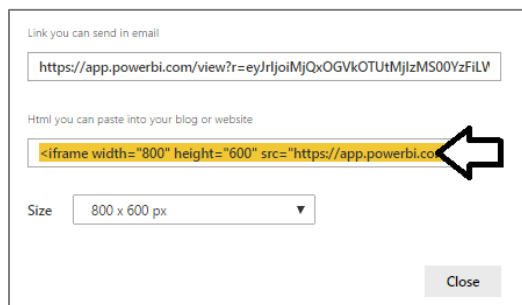 Link you can send in email
https://app.powerbi.com/view?r=eyJrIjoiMjQxOGVkOTUtMjIzMS00YzFiLW
Html you can paste into your blog or website
<iframe width="800" height="600" src="https://app.powerbi.co
Size 800 x 600 px
Close